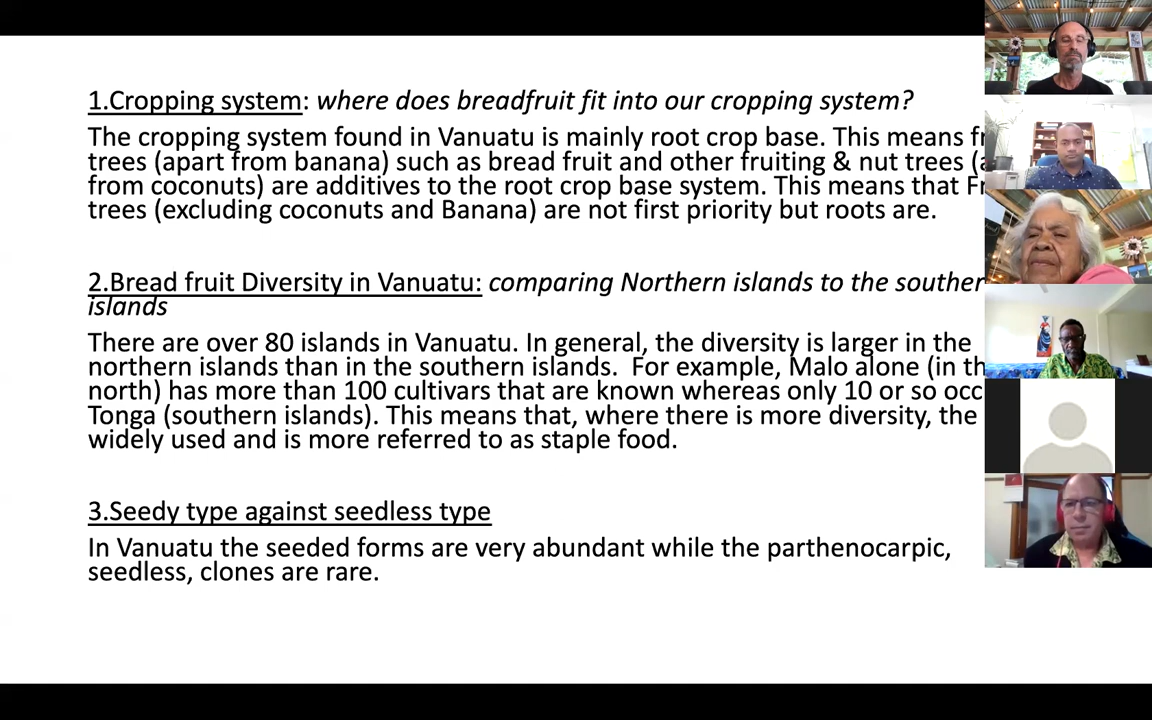 1.Cropping system: where does breadfruit fit into our cropping system?
The cropping system found in Vanuatu is mainly root crop base. This means
trees (apart from banana) such as bread fruit and other fruiting & nut trees
from coconuts) are additives to the root crop base system. This means that
trees (excluding coconuts and Banana) are not first priority but roots are.
2.Bread fruit Diversity in Vanuatu: comparing Northern islands to the
islands
There are over 80 islands in Vanuatu. In general, the diversity is larger in the
northern islands than in the southern islands. For example, Malo alone (in
north) has more than 100 cultivars that are known whereas only 10 or so
Tonga (southern islands). This means that, where there is more diversity, the
widely used and is more referred to as staple food.
3.Seedy type against seedless type
In Vanuatu the seeded forms are very abundant while the parthenocarpic,
seedless, clones are rare.